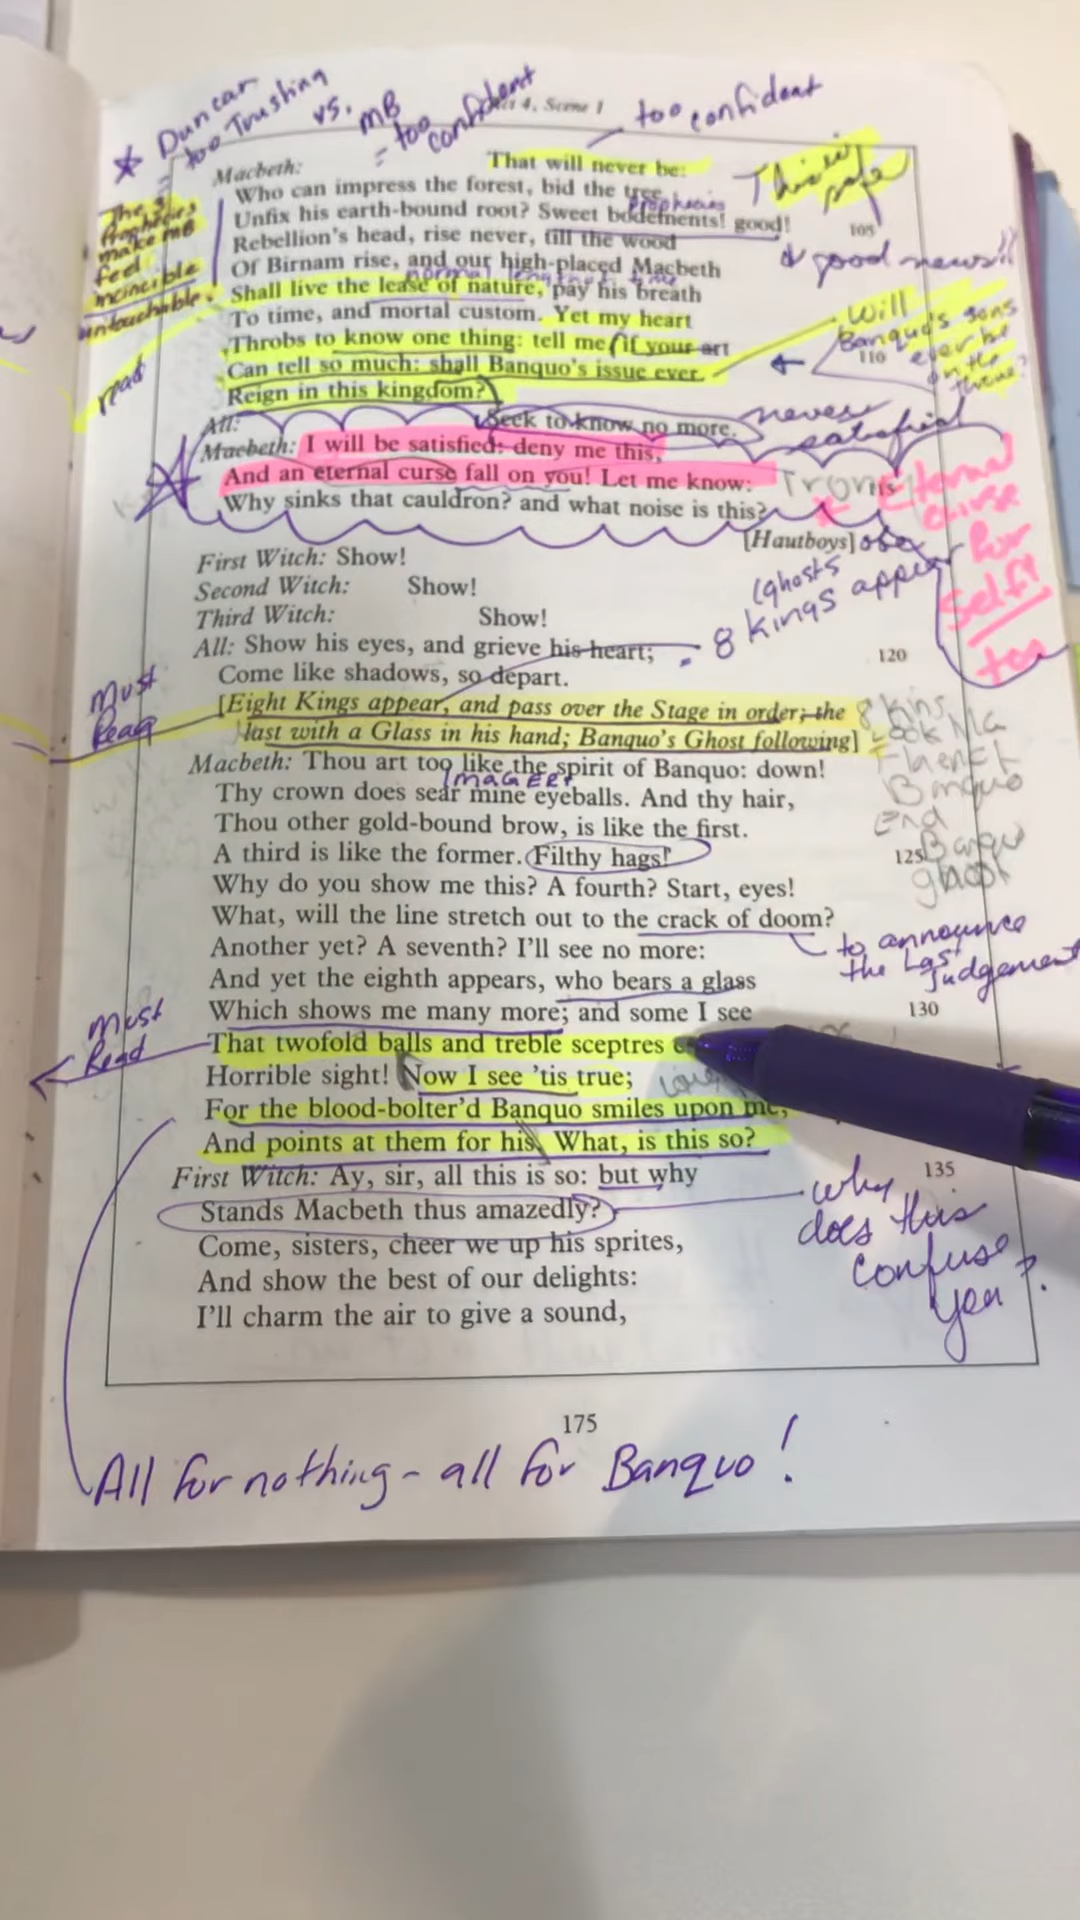 * Duncan
= too Trusting
vs.
MB
= too confident
Act 4, Scene 1
too confident
This is
Macbeth: That will never be:
Who can impress the forest, bid the tree
prophecies
Unfix his earth-bound root? Sweet bodements! good!
105
Rebellion's head, rise never, till the wood
Of Birnam rise, and our high-placed Macbeth
& good news!!
normal length of time
Shall live the lease of nature, pay his breath
To time, and mortal custom. Yet my heart
Throbs to know one thing: tell me (if your art
Can tell so much: shall Banquo's issue ever
110
Reign in this kingdom?
The 3
Prophecies
make MB
feel
incincible
untouchable.
read
Will
Banquo's sons
ever be
on the
throne?
All: Seek to know no more.
never
satisfied
Macbeth: I will be satisfied: deny me this,
And an eternal curse fall on you! Let me know:
Why sinks that cauldron? and what noise is this?
Eternal
curse
for
self!
too
[Hautboys]
First Witch: Show!
Second Witch: Show!
Third Witch: Show!
(ghosts
8 kings appear
All: Show his eyes, and grieve his heart;
120
Come like shadows, so depart.
Must
Read
[Eight Kings appear, and pass over the Stage in order; the
last with a Glass in his hand; Banquo's Ghost following]
8 kins
Look
Banquo
End
Banquo
ghost
Macbeth: Thou art too like the spirit of Banquo: down!
Thy crown does sear mine eyeballs. And thy hair,
Thou other gold-bound brow, is like the first.
A third is like the former. Filthy hags!
125
Why do you show me this? A fourth? Start, eyes!
What, will the line stretch out to the crack of doom?
to announce
the Last
Judgement
Another yet? A seventh? I'll see no more:
And yet the eighth appears, who bears a glass
Which shows me many more; and some I see
130
Must
Read
That twofold balls and treble sceptres
Horrible sight! Now I see 'tis true;
For the blood-bolter'd Banquo smiles upon me,
And points at them for his. What, is this so?
First Witch: Ay, sir, all this is so: but why
135
Stands Macbeth thus amazedly?
why
does this
confuse
you?
Come, sisters, cheer we up his sprites,
And show the best of our delights:
I'll charm the air to give a sound,
175
All for nothing - all for Banquo!